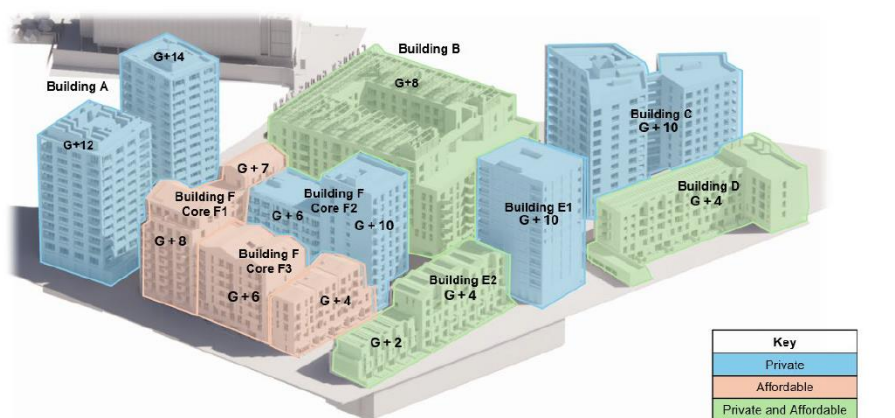 Building B
G+14
Building A
G+8
Building C
G + 10
G+12
G + 7
Building F
Core F1
Building F
Core F2
G + 6
G + 10
Building D
G + 4
Building E1
G + 10
G + 8
Building F
Core F3
G + 6
G + 4
Building E2
G + 4
G + 2
Key
Private
Affordable
Private and Affordable